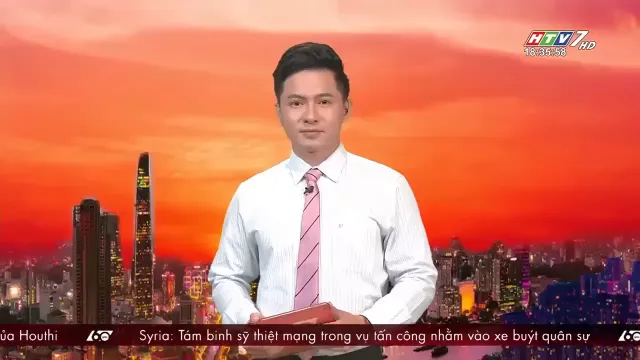 HTV7 HD
18:35:58
ủa Houthi 60 Syria: Tám binh sỹ thiệt mạng trong vụ tấn công nhằm vào xe buýt quân sự